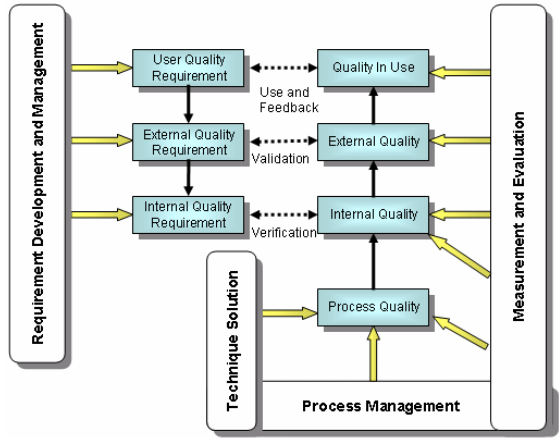 Requirement Development and Management
User Quality
Requirement
Use and
Feedback
Quality In Use
External Quality
Requirement
Validation
External Quality
Internal Quality
Requirement
Verification
Internal Quality
Process Quality
Technique Solution
Process Management
Measurement and Evaluation